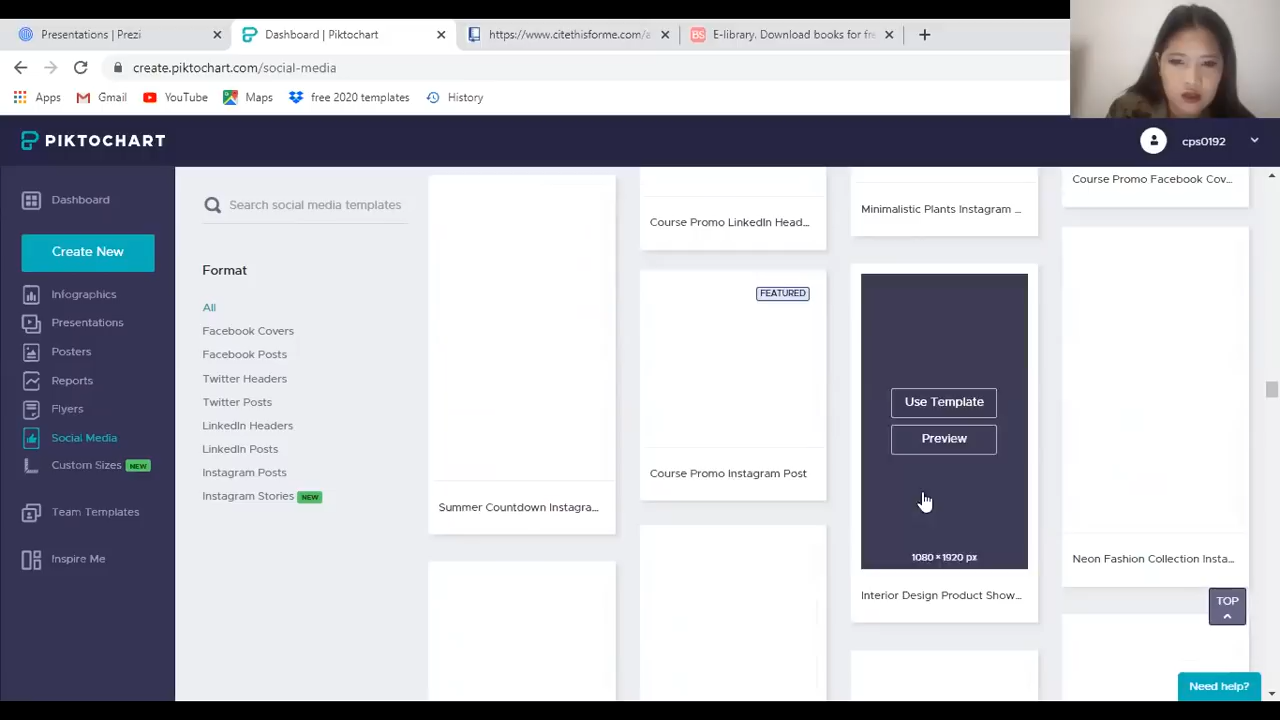 Presentations | Prezi
Dashboard | Piktochart
https://www.citethisforme.com/a
E-library. Download books for fre
create.piktochart.com/social-media
Apps
Gmail
YouTube
Maps
free 2020 templates
History
PIKTOCHART
cps0192
Dashboard
Create New
Infographics
Presentations
Posters
Reports
Flyers
Social Media
Custom Sizes NEW
Team Templates
Inspire Me
Search social media templates
Format
All
Facebook Covers
Facebook Posts
Twitter Headers
Twitter Posts
LinkedIn Headers
LinkedIn Posts
Instagram Posts
Instagram Stories NEW
Summer Countdown Instagra...
Course Promo LinkedIn Head...
FEATURED
Course Promo Instagram Post
Minimalistic Plants Instagram ...
Use Template
Preview
1080 × 1920 px
Interior Design Product Show...
Course Promo Facebook Cov...
Neon Fashion Collection Insta...
TOP
Need help?